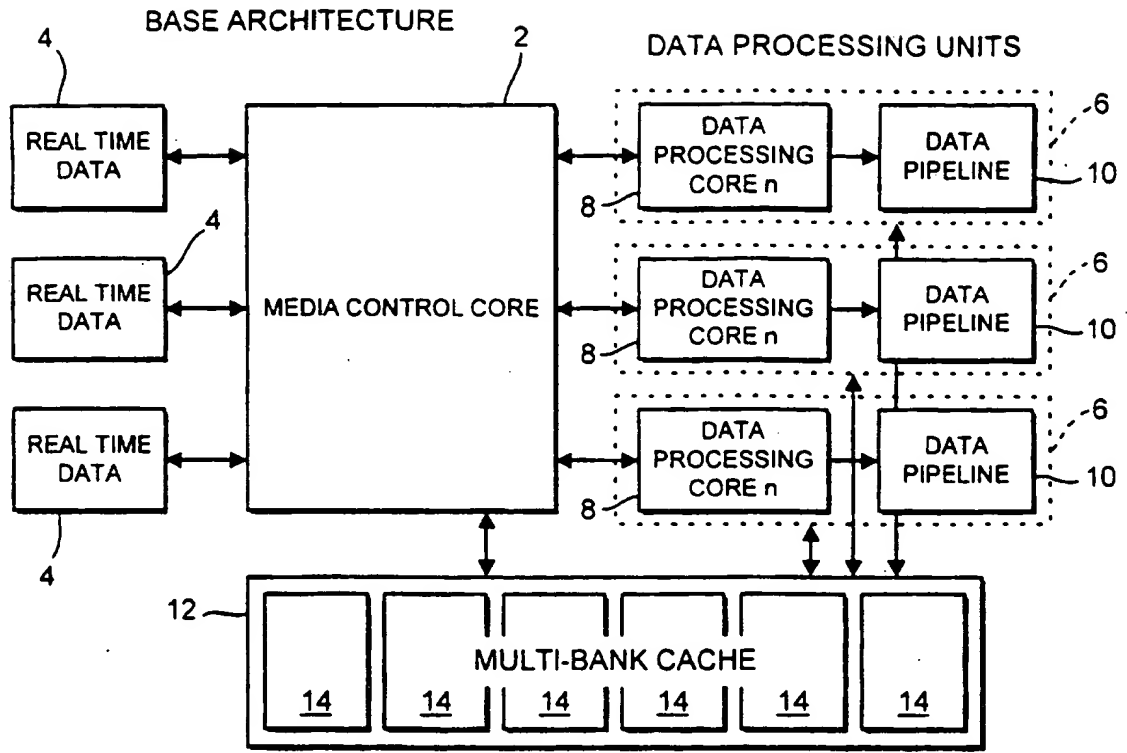 BASE ARCHITECTURE
DATA PROCESSING UNITS
4
2
REAL TIME
DATA
DATA
PROCESSING
CORE n
DATA
PIPELINE
6
10
8
4
REAL TIME
DATA
MEDIA CONTROL CORE
DATA
PROCESSING
CORE n
DATA
PIPELINE
6
10
8
REAL TIME
DATA
DATA
PROCESSING
CORE n
DATA
PIPELINE
6
10
8
4
12
MULTI-BANK CACHE
14 14 14 14 14 14